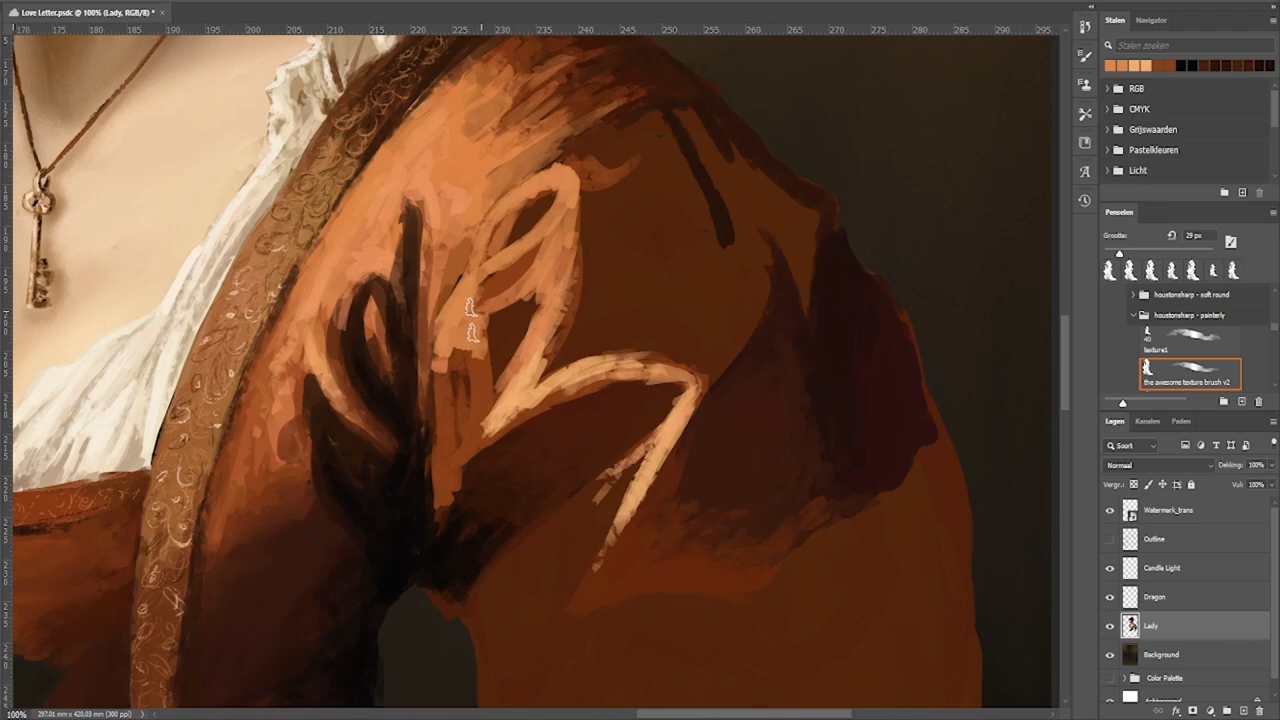 Love Letter.psdc @ 100% (Lady, RGB/8) * ×
170 175 180 185 190 195 200 205 210 215 220 225 230 235 240 245 250 255 260 265 270 275 280 285 290 295
Stalen Navigator
Stalen zoeken
RGB
CMYK
Grijswaarden
Pastelkleuren
Licht
Penselen
Grootte: 29 px
houstonsharp - soft round
houstonsharp - painterly
40
texture1
the awesome texture brush v2
Lagen Kanalen Paden
Soort
Normaal Dekking: 100%
Vergr.: Vul: 100%
Watermark_trans
Outline
Candle Light
Dragon
Lady
Background
Color Palette
100% 297.01 mm x 420.03 mm (300 ppi)